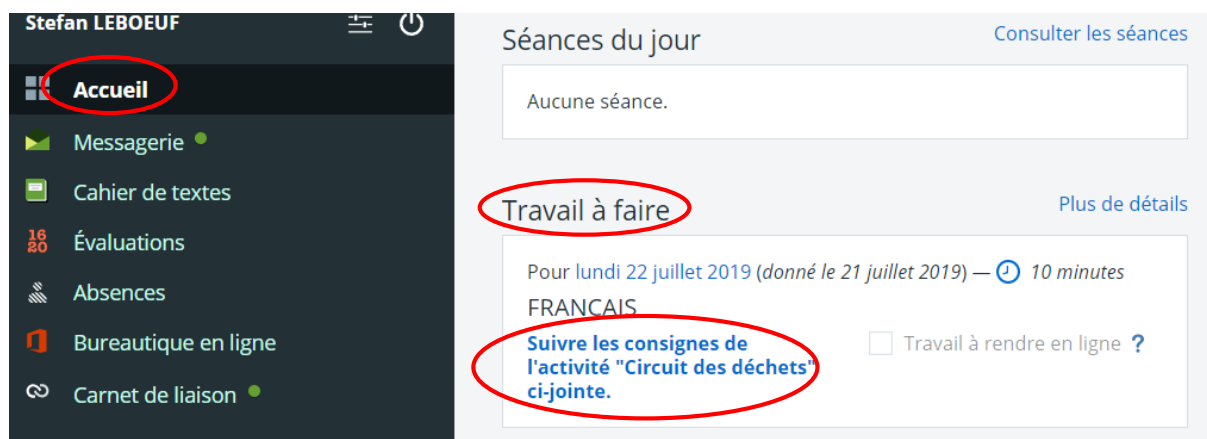 Stefan LEBOEUF
Accueil
Messagerie
Cahier de textes
16
20
Évaluations
Absences
Bureautique en ligne
Carnet de liaison
Séances du jour
Consulter les séances
Aucune séance.
Travail à faire
Plus de détails
Pour lundi 22 juillet 2019 (donné le 21 juillet 2019) — 10 minutes
FRANCAIS
Suivre les consignes de
l'activité "Circuit des déchets"
ci-jointe.
Travail à rendre en ligne ?